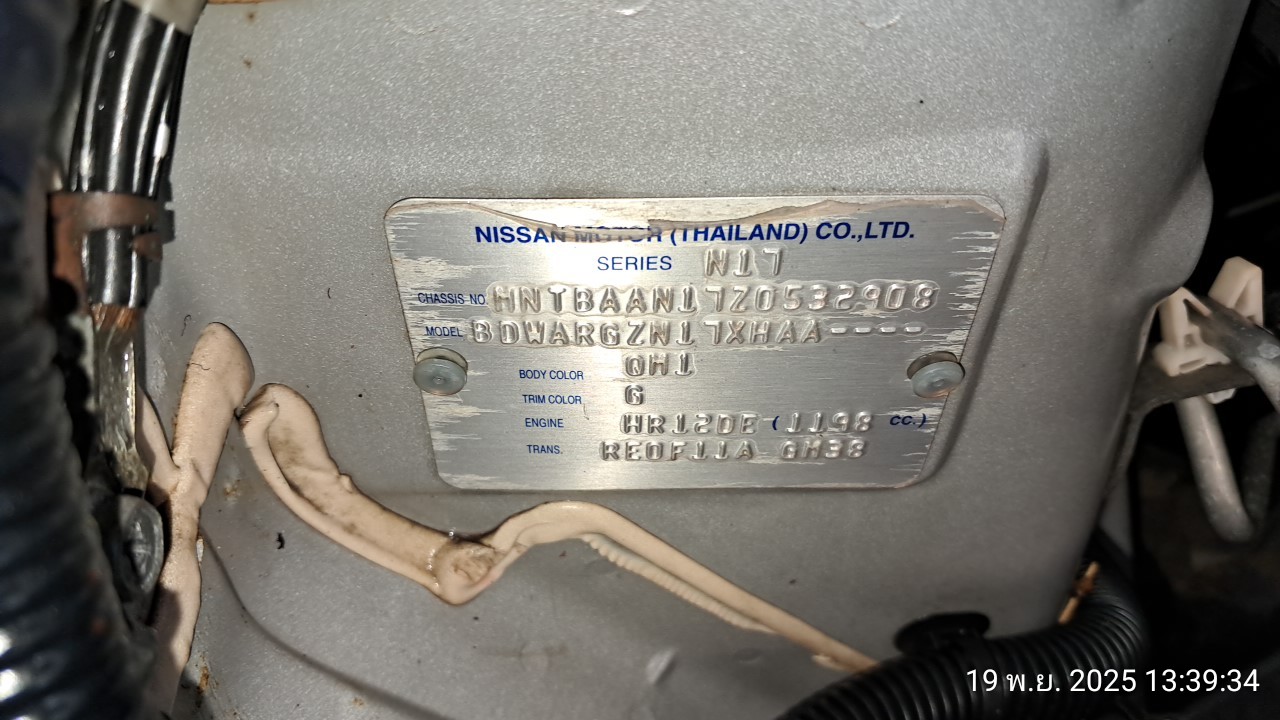 NISSAN MOTOR (THAILAND) CO.,LTD.
SERIES N17
CHASSIS NO. MNTBAAN17Z0532908
MODEL BDWARGZN17XHAA----
BODY COLOR QM1
TRIM COLOR G
ENGINE HR12DE (1198 CC.)
TRANS. RE0F11A GH38
19 พ.ย. 2025 13:39:34